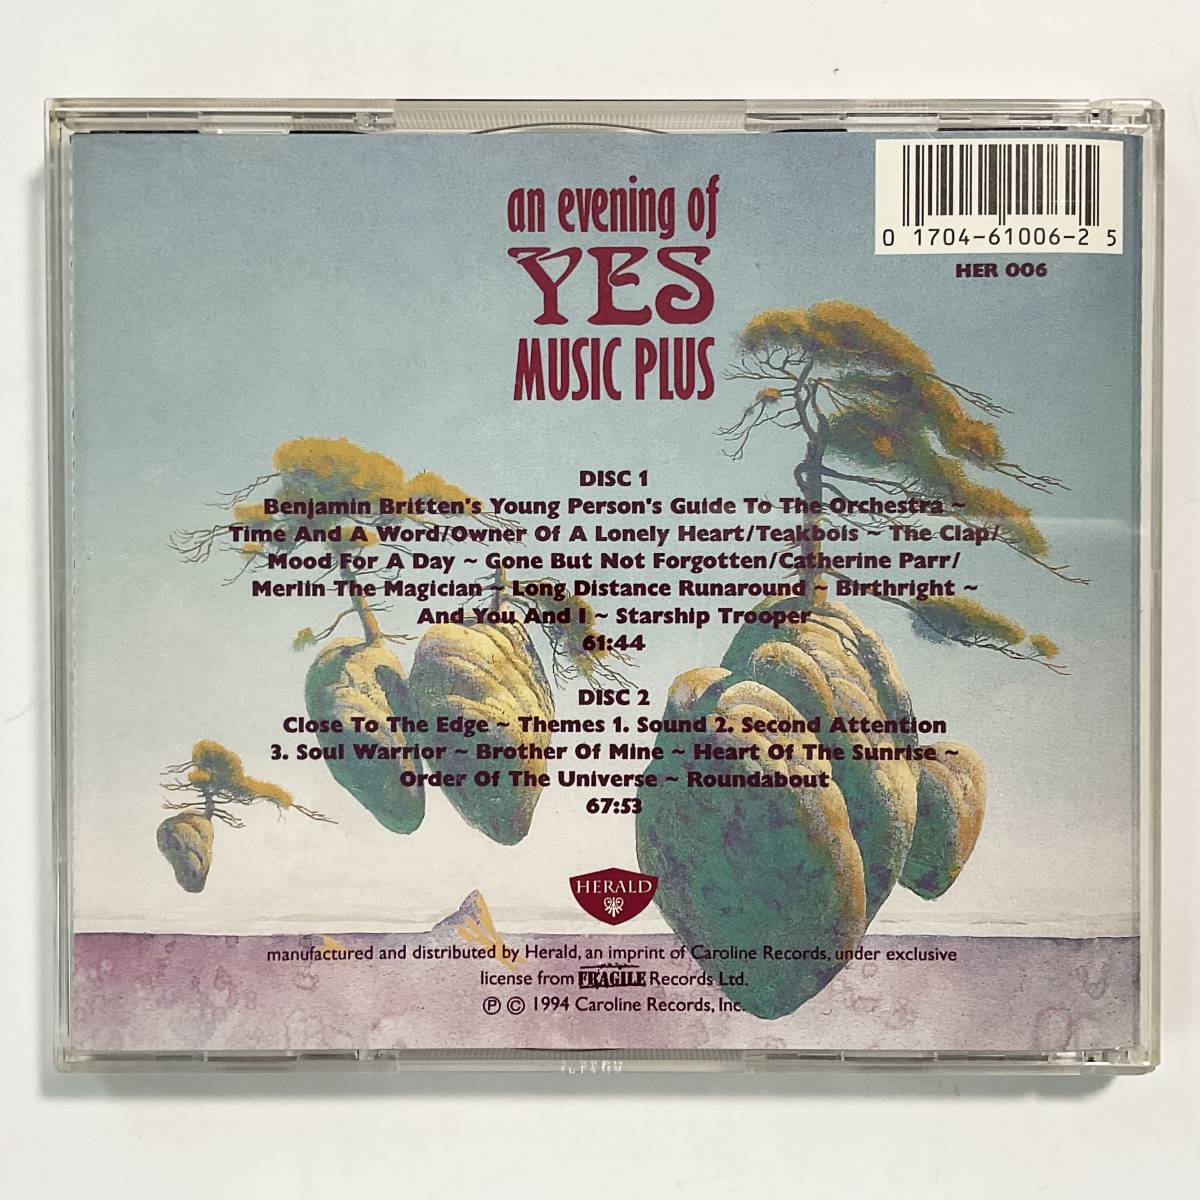 an evening of
YES
MUSIC PLUS
0 1704-61006-2 5
HER 006
DISC 1
Benjamin Britten's Young Person's Guide To The Orchestra ~
Time And A Word/Owner Of A Lonely Heart/Teakbois ~ The Clap/
Mood For A Day ~ Gone But Not Forgotten/Catherine Parr/
Merlin The Magician ~ Long Distance Runaround ~ Birthright ~
And You And I ~ Starship Trooper
61:44
DISC 2
Close To The Edge ~ Themes 1. Sound 2. Second Attention
3. Soul Warrior ~ Brother Of Mine ~ Heart Of The Sunrise ~
Order Of The Universe ~ Roundabout
67:53
HERALD
manufactured and distributed by Herald, an imprint of Caroline Records, under exclusive
license from FRAGILE Records Ltd.
℗ © 1994 Caroline Records, Inc.